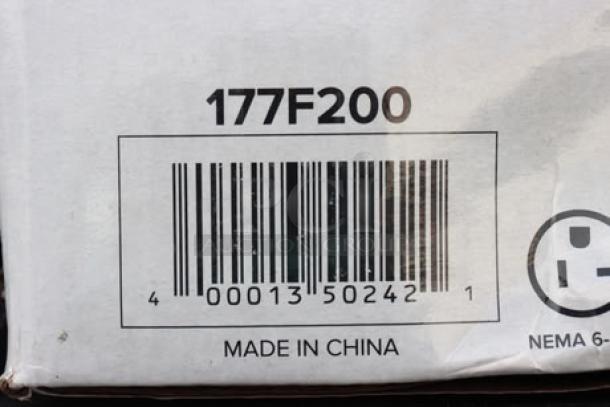 177F200
4 00013 50242 1
MADE IN CHINA
NEMA 6-